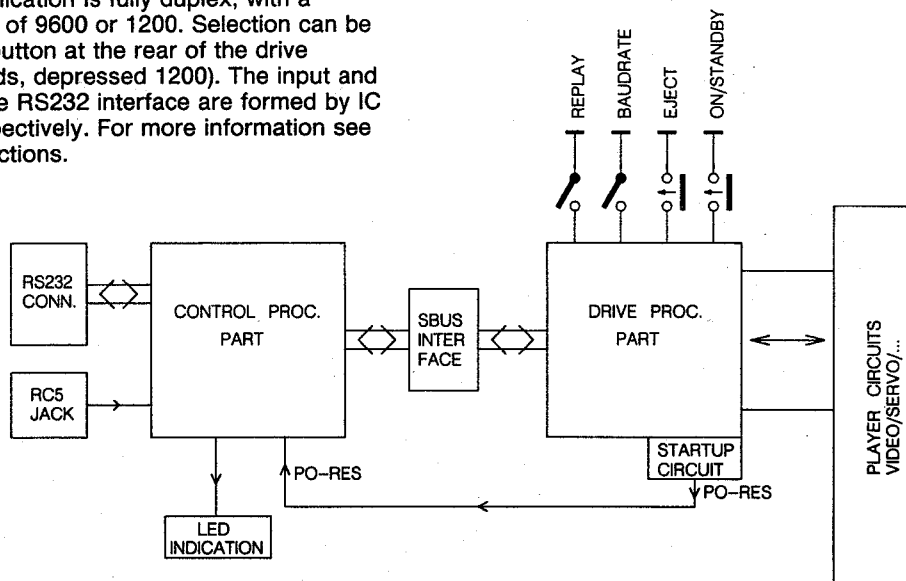 ication is fully duplex, with a
of 9600 or 1200. Selection can be
button at the rear of the drive
ds, depressed 1200). The input and
e RS232 interface are formed by IC
pectively. For more information see
ctions.
REPLAY
BAUDRATE
EJECT
ON/STANDBY
RS232
CONN.
CONTROL PROC.
PART
SBUS
INTER
FACE
DRIVE PROC.
PART
RC5
JACK
PLAYER CIRCUITS
VIDEO/SERVO/...
STARTUP
CIRCUIT
PO-RES
PO-RES
LED
INDICATION